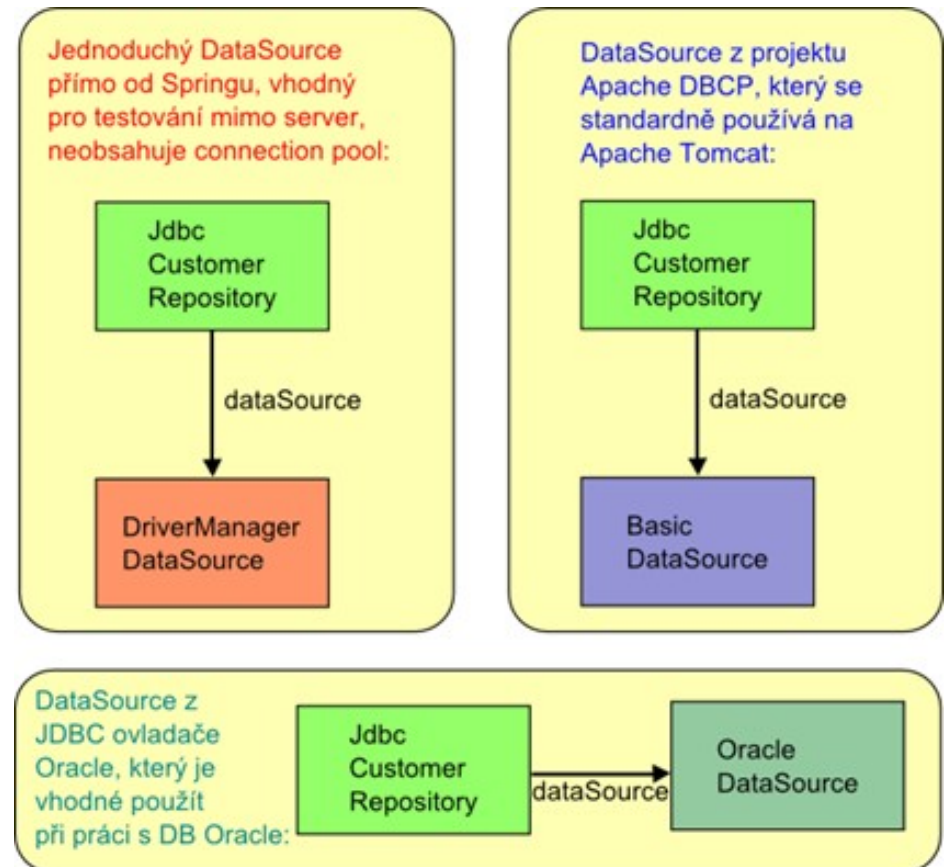 Jednoduchý DataSource
přímo od Springu, vhodný
pro testování mimo server,
neobsahuje connection pool:
Jdbc
Customer
Repository
dataSource
DriverManager
DataSource
DataSource z projektu
Apache DBCP, který se
standardně používá na
Apache Tomcat:
Jdbc
Customer
Repository
dataSource
Basic
DataSource
DataSource z
JDBC ovladače
Oracle, který je
vhodné použít
při práci s DB Oracle:
Jdbc
Customer
Repository
dataSource
Oracle
DataSource